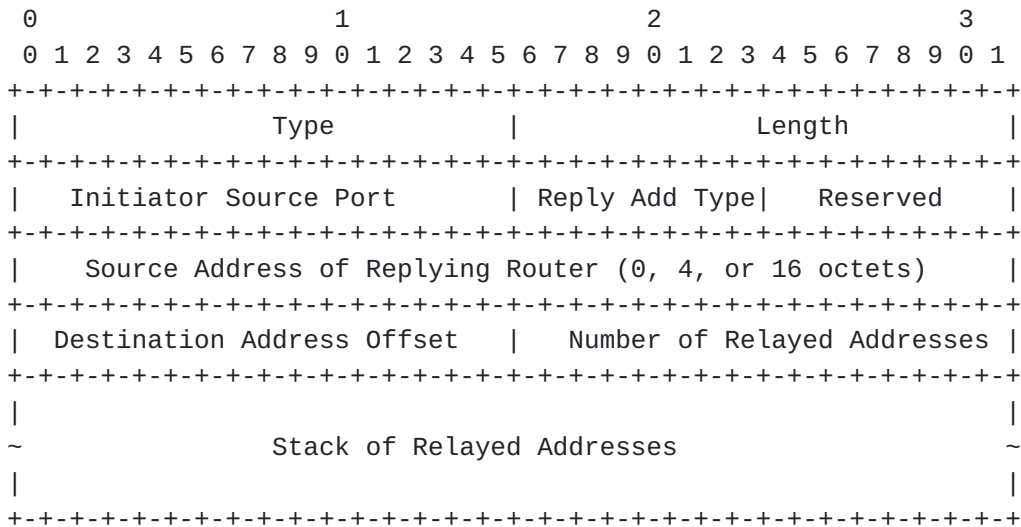 0                   1                   2                   3
 0 1 2 3 4 5 6 7 8 9 0 1 2 3 4 5 6 7 8 9 0 1 2 3 4 5 6 7 8 9 0 1
+-+-+-+-+-+-+-+-+-+-+-+-+-+-+-+-+-+-+-+-+-+-+-+-+-+-+-+-+-+-+-+-+
|                Type           |               Length          |
+-+-+-+-+-+-+-+-+-+-+-+-+-+-+-+-+-+-+-+-+-+-+-+-+-+-+-+-+-+-+-+-+
|   Initiator Source Port       | Reply Add Type|   Reserved    |
+-+-+-+-+-+-+-+-+-+-+-+-+-+-+-+-+-+-+-+-+-+-+-+-+-+-+-+-+-+-+-+-+
|    Source Address of Replying Router (0, 4, or 16 octets)     |
+-+-+-+-+-+-+-+-+-+-+-+-+-+-+-+-+-+-+-+-+-+-+-+-+-+-+-+-+-+-+-+-+
|  Destination Address Offset   |   Number of Relayed Addresses |
+-+-+-+-+-+-+-+-+-+-+-+-+-+-+-+-+-+-+-+-+-+-+-+-+-+-+-+-+-+-+-+-+
|                                                               |
~                Stack of Relayed Addresses                     ~
|                                                               |
+-+-+-+-+-+-+-+-+-+-+-+-+-+-+-+-+-+-+-+-+-+-+-+-+-+-+-+-+-+-+-+-+